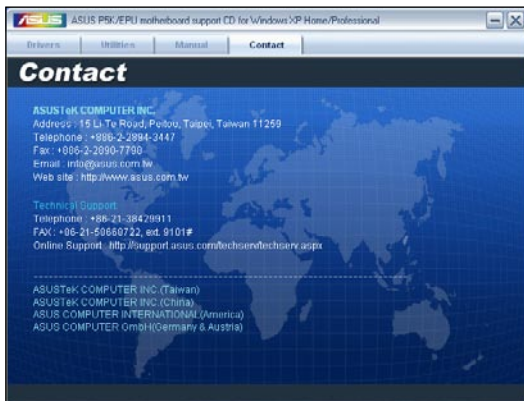 ASUS P5K/EPU motherboard support CD for Windows XP Home/Professional
Drivers Utilities Manual Contact
Contact
ASUSTeK COMPUTER INC.
Address : 15 Li-Te Road, Peitou, Taipei, Taiwan 11259
Telephone : +886-2-2894-3447
Fax : +886-2-2890-7798
Email : info@asus.com.tw
Web site : http://www.asus.com.tw
Technical Support
Telephone : +86-21-38429911
FAX : +86-21-58668722, ext. 9101#
Online Support : http://support.asus.com/techserv/techserv.aspx
ASUSTeK COMPUTER INC.(Taiwan)
ASUSTeK COMPUTER INC.(China)
ASUS COMPUTER INTERNATIONAL(America)
ASUS COMPUTER GmbH(Germany & Austria)